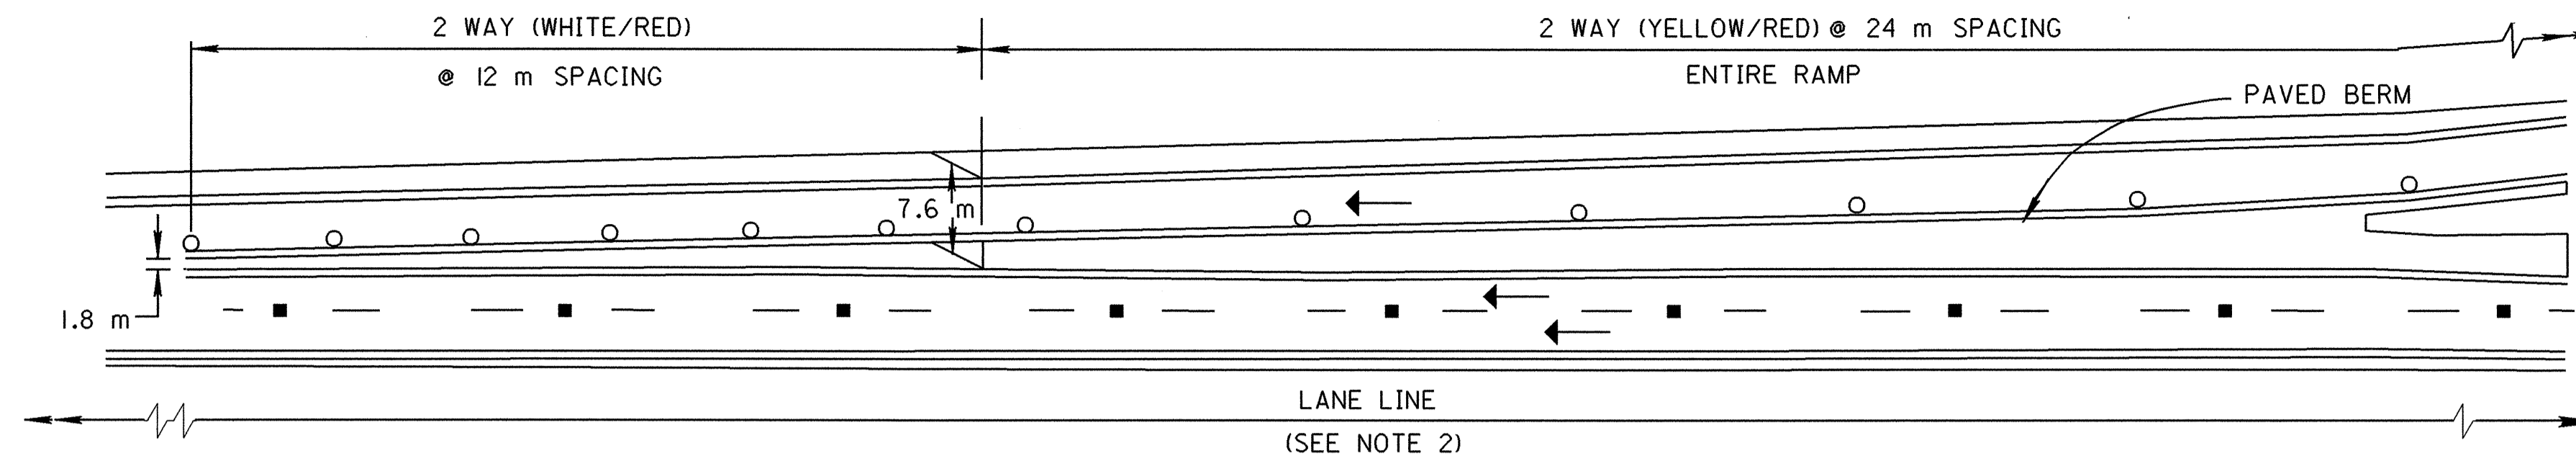 2 WAY (WHITE/RED)
@ 12 m SPACING
2 WAY (YELLOW/RED) @ 24 m SPACING
ENTIRE RAMP
PAVED BERM
7.6 m
1.8 m
LANE LINE
(SEE NOTE 2)